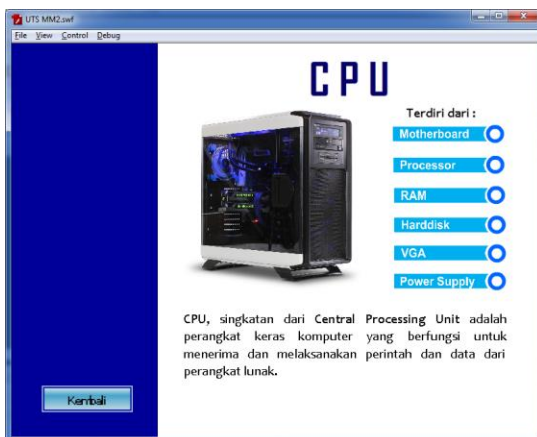 UTS MM2.swf
File View Control Debug
CPU
Terdiri dari :
Motherboard
Processor
RAM
Harddisk
VGA
Power Supply
CPU, singkatan dari Central Processing Unit adalah
perangkat keras komputer yang berfungsi untuk
menerima dan melaksanakan perintah dan data dari
perangkat lunak.
Kembali